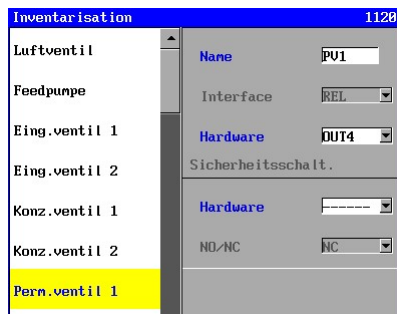 Inventarisation 1120
Luftventil
Feedpumpe
Eing.ventil 1
Eing.ventil 2
Konz.ventil 1
Konz.ventil 2
Perm.ventil 1
Name PV1
Interface REL
Hardware OUT4
Sicherheitsschalt.
Hardware ------
NO/NC NC